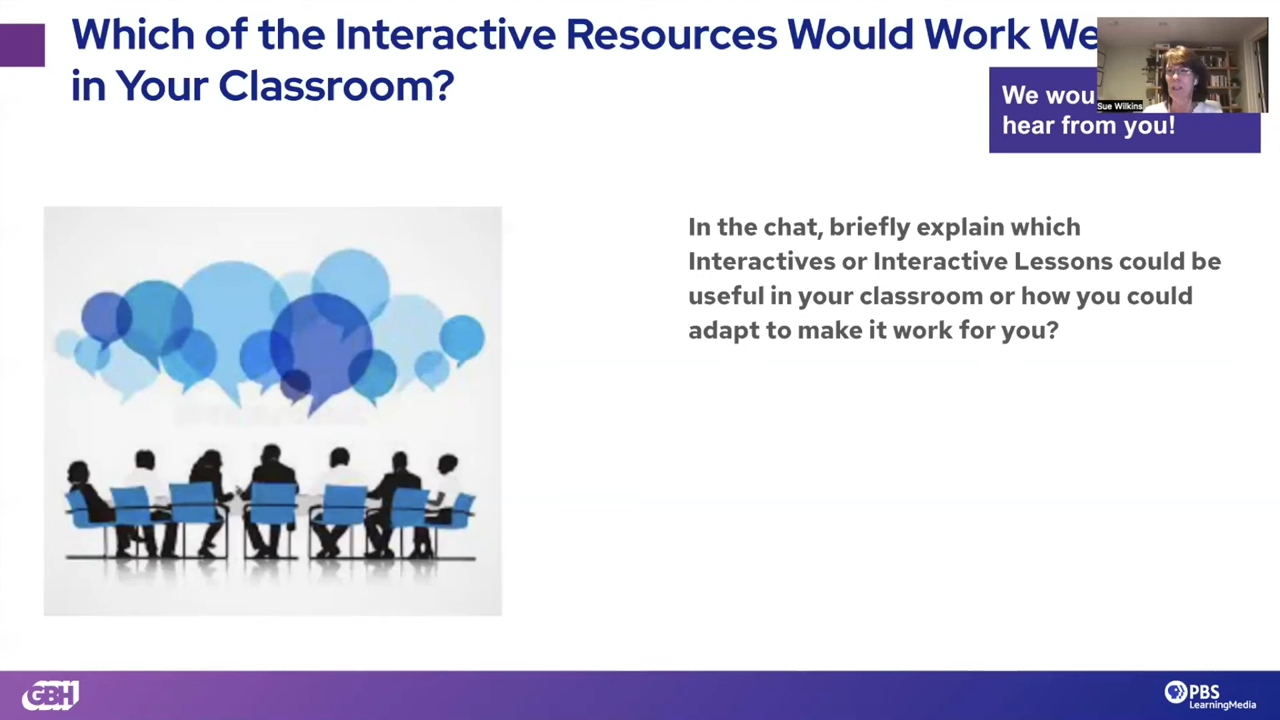 Which of the Interactive Resources Would Work We
in Your Classroom?
We wou
hear from you!
Sue Wilkins
In the chat, briefly explain which
Interactives or Interactive Lessons could be
useful in your classroom or how you could
adapt to make it work for you?
GBH
PBS
LearningMedia